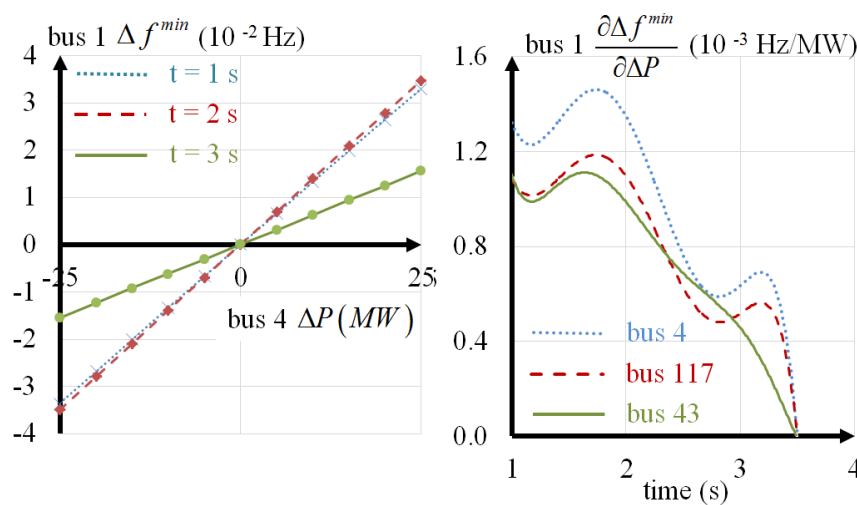 bus 1 Δf^min (10 -2 Hz)
4
3
2
1
0
-1
-2
-3
-4
t = 1 s
t = 2 s
t = 3 s
-25
0
25
bus 4 ΔP(MW)
bus 1 ∂Δf^min/∂ΔP (10 -3 Hz/MW)
1.6
1.2
0.8
0.4
0.0
bus 4
bus 117
bus 43
1
2
3
4
time (s)